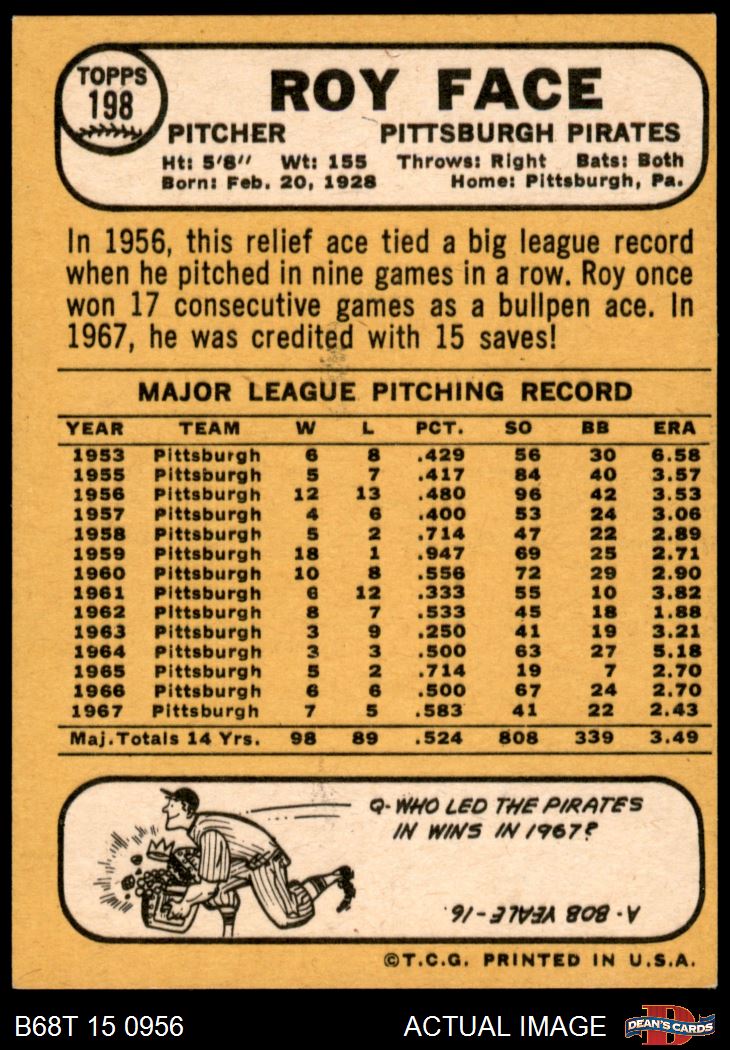 TOPPS
198
ROY FACE
PITCHER PITTSBURGH PIRATES
Ht: 5'8" Wt: 155 Throws: Right Bats: Both
Born: Feb. 20, 1928 Home: Pittsburgh, Pa.
In 1956, this relief ace tied a big league record
when he pitched in nine games in a row. Roy once
won 17 consecutive games as a bullpen ace. In
1967, he was credited with 15 saves!
MAJOR LEAGUE PITCHING RECORD
YEAR TEAM W L PCT. SO BB ERA
1953 Pittsburgh 6 8 .429 56 30 6.58
1955 Pittsburgh 5 7 .417 84 40 3.57
1956 Pittsburgh 12 13 .480 96 42 3.53
1957 Pittsburgh 4 6 .400 53 24 3.06
1958 Pittsburgh 5 2 .714 47 22 2.89
1959 Pittsburgh 18 1 .947 69 25 2.71
1960 Pittsburgh 10 8 .556 72 29 2.90
1961 Pittsburgh 6 12 .333 55 10 3.82
1962 Pittsburgh 8 7 .533 45 18 1.88
1963 Pittsburgh 3 9 .250 41 19 3.21
1964 Pittsburgh 3 3 .500 63 27 5.18
1965 Pittsburgh 5 2 .714 19 7 2.70
1966 Pittsburgh 6 6 .500 67 24 2.70
1967 Pittsburgh 7 5 .583 41 22 2.43
Maj.Totals 14 Yrs. 98 89 .524 808 339 3.49
Q-WHO LED THE PIRATES
IN WINS IN 1967?
A-BOB VEALE-16
©T.C.G. PRINTED IN U.S.A.
B68T 15 0956 ACTUAL IMAGE
D
DEAN'S CARDS